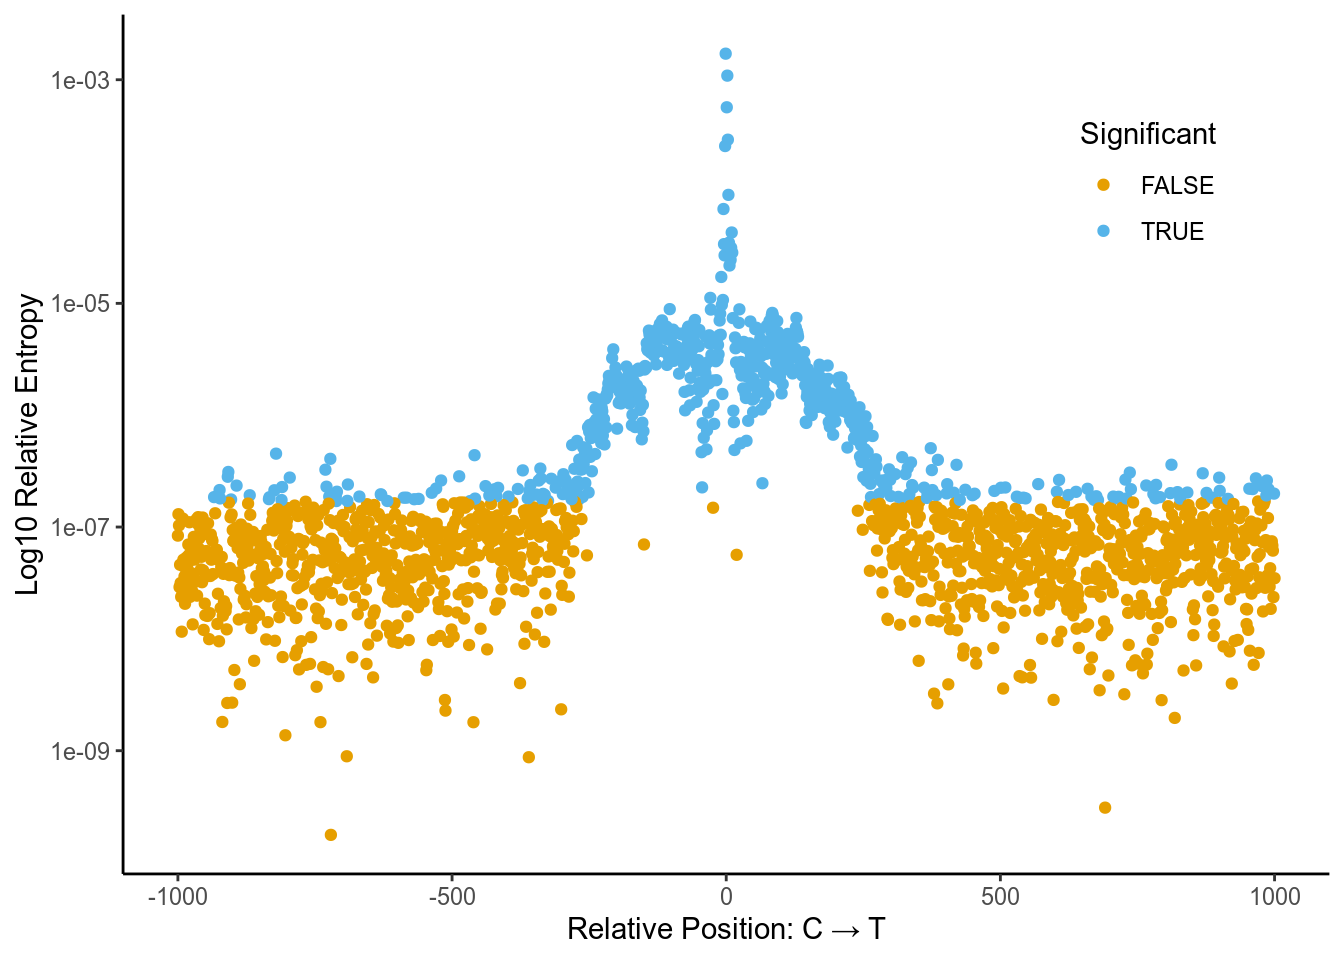 Significant
FALSE
TRUE
Log10 Relative Entropy
1e-03
1e-05
1e-07
1e-09
-1000 -500 0 500 1000
Relative Position: C → T